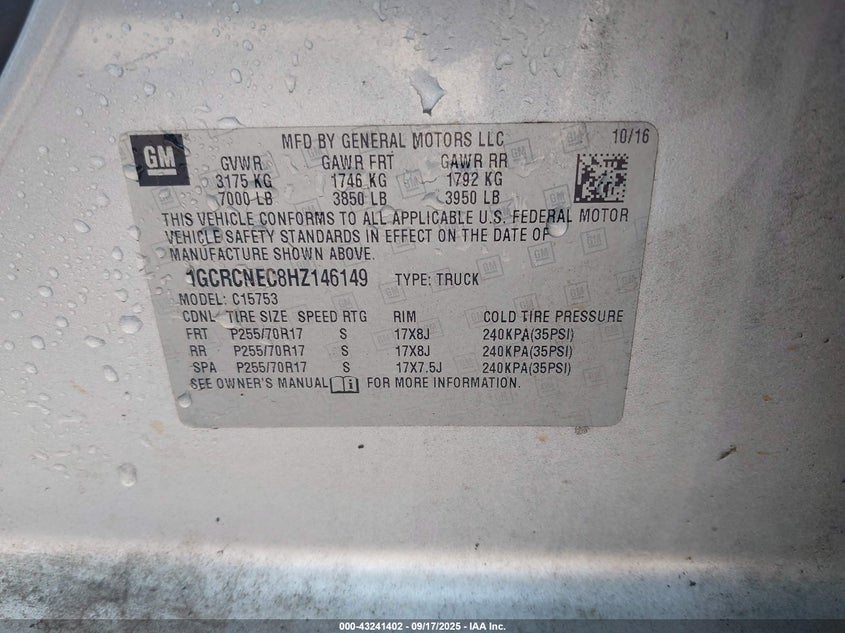 GM
MFD BY GENERAL MOTORS LLC 10/16
GVWR GAWR FRT GAWR RR
3175 KG 1746 KG 1792 KG
7000 LB 3850 LB 3950 LB
THIS VEHICLE CONFORMS TO ALL APPLICABLE U.S. FEDERAL MOTOR
VEHICLE SAFETY STANDARDS IN EFFECT ON THE DATE OF
MANUFACTURE SHOWN ABOVE.
1GCRCNEC8HZ146149 TYPE: TRUCK
MODEL: C15753
CDNL TIRE SIZE SPEED RTG RIM COLD TIRE PRESSURE
FRT P255/70R17 S 17X8J 240KPA(35PSI)
RR P255/70R17 S 17X8J 240KPA(35PSI)
SPA P255/70R17 S 17X7.5J 240KPA(35PSI)
SEE OWNER'S MANUAL FOR MORE INFORMATION.
000-43241402 - 09/17/2025 - IAA Inc.